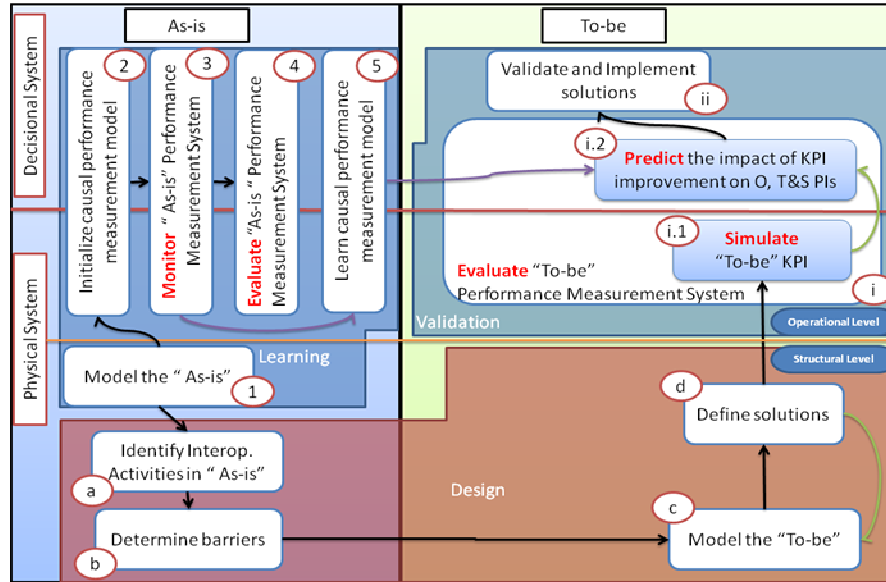 As-is
To-be
Decisional System
Physical System
2
Initialize causal performance
measurement model
3
Monitor " As-is" Performance
Measurement System
4
Evaluate "As-is" Performance
Measurement System
5
Learn causal performance
measurement model
Learning
Model the " As-is"
1
Identify Interop.
Activities in " As-is"
a
Determine barriers
b
Validate and Implement
solutions
ii
i.2
Predict the impact of KPI
improvement on O, T&S PIs
i.1
Simulate
"To-be" KPI
Evaluate "To-be"
Performance Measurement System
i
Validation
Operational Level
Structural Level
d
Define solutions
Design
c
Model the "To-be"